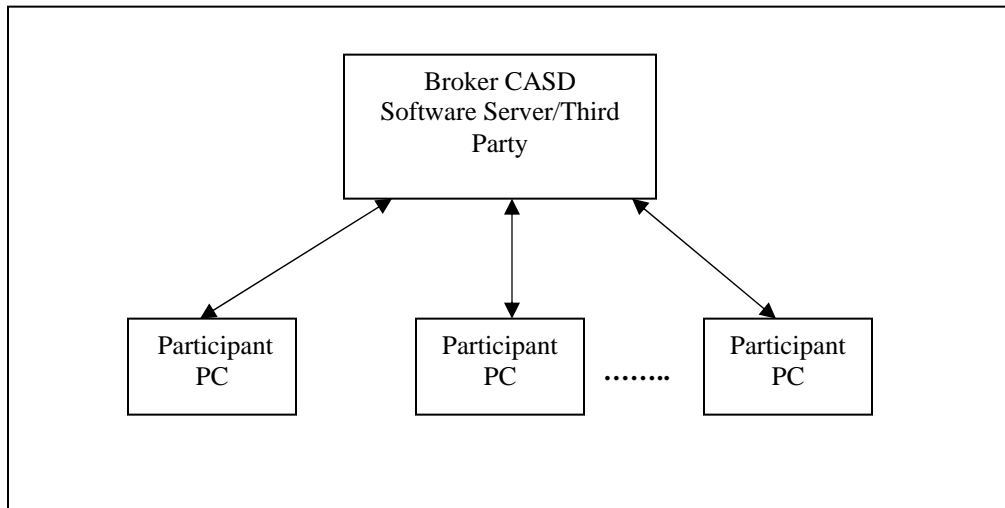 Broker CASD
Software Server/Third
Party
Participant
PC
Participant
PC
........
Participant
PC